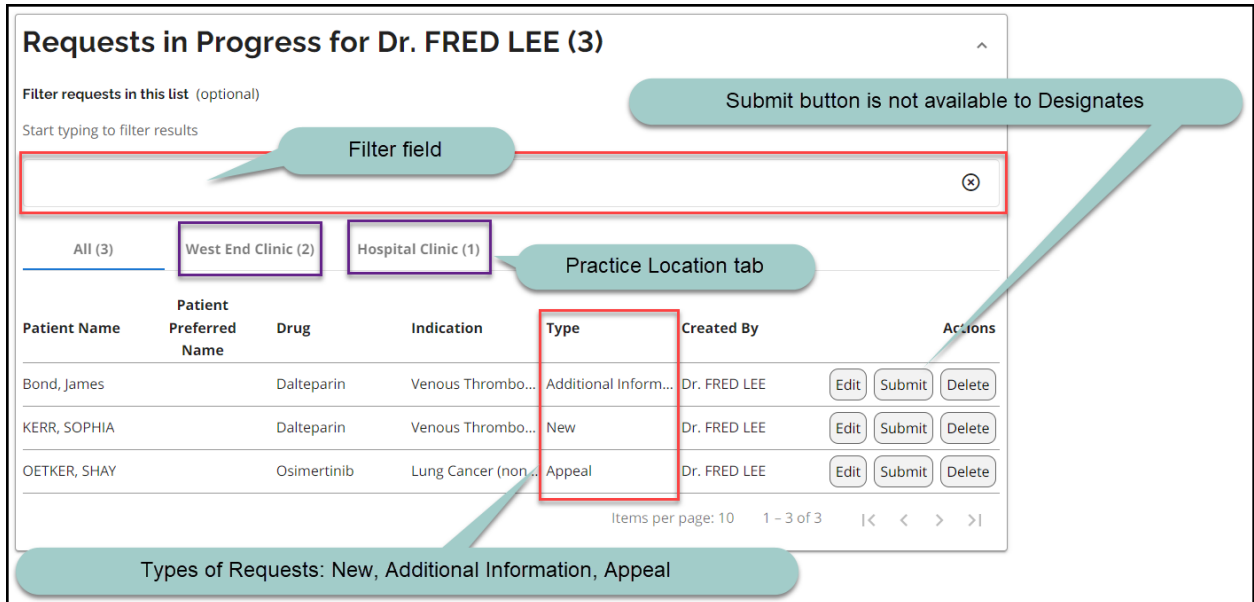 Requests in Progress for Dr. FRED LEE (3)
Filter requests in this list (optional)
Submit button is not available to Designates
Start typing to filter results
Filter field
All (3) West End Clinic (2) Hospital Clinic (1)
Practice Location tab
Patient Name Patient Preferred Name Drug Indication Type Created By Actions
Bond, James Dalteparin Venous Thrombo... Additional Inform... Dr. FRED LEE Edit Submit Delete
KERR, SOPHIA Dalteparin Venous Thrombo... New Dr. FRED LEE Edit Submit Delete
OETKER, SHAY Osimertinib Lung Cancer (non... Appeal Dr. FRED LEE Edit Submit Delete
Items per page: 10 1 – 3 of 3
Types of Requests: New, Additional Information, Appeal